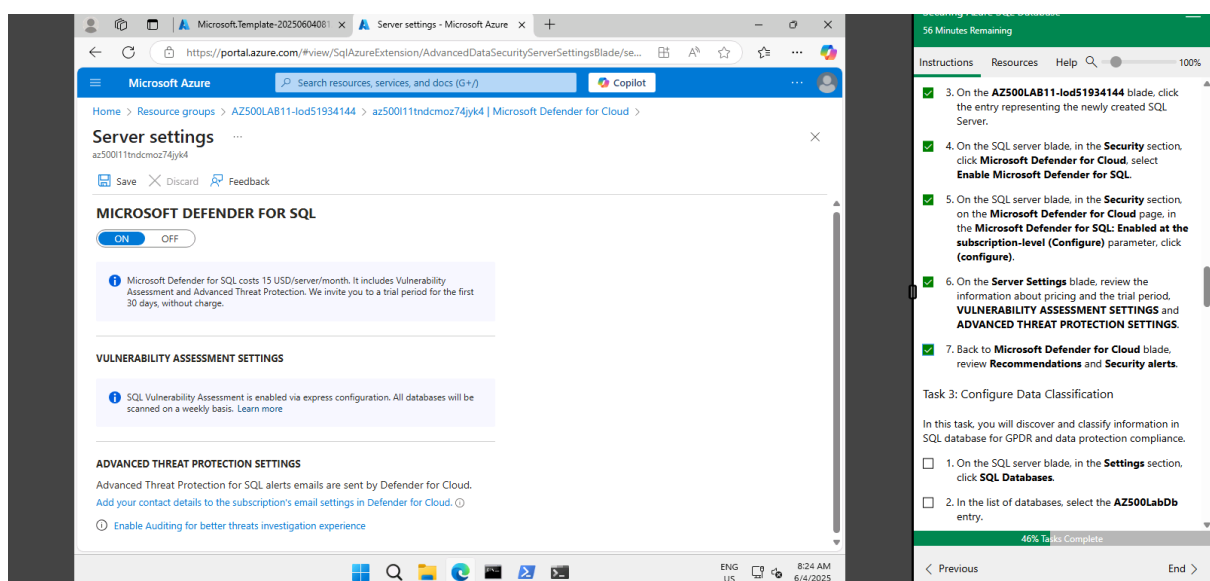 Microsoft.Template-20250604081
Server settings - Microsoft Azure
https://portal.azure.com/#view/SqlAzureExtension/AdvancedDataSecurityServerSettingsBlade/se...
Microsoft Azure
Search resources, services, and docs (G+/)
Copilot
Home > Resource groups > AZ500LAB11-lod51934144 > az500l11tndcmoz74jyk4 | Microsoft Defender for Cloud >
Server settings ...
az500l11tndcmoz74jyk4
Save Discard Feedback
MICROSOFT DEFENDER FOR SQL
ON OFF
Microsoft Defender for SQL costs 15 USD/server/month. It includes Vulnerability
Assessment and Advanced Threat Protection. We invite you to a trial period for the first
30 days, without charge.
VULNERABILITY ASSESSMENT SETTINGS
SQL Vulnerability Assessment is enabled via express configuration. All databases will be
scanned on a weekly basis. Learn more
ADVANCED THREAT PROTECTION SETTINGS
Advanced Threat Protection for SQL alerts emails are sent by Defender for Cloud.
Add your contact details to the subscription's email settings in Defender for Cloud.
Enable Auditing for better threats investigation experience
ENG
US
8:24 AM
6/4/2025
Securing Azure SQL Database
56 Minutes Remaining
Instructions Resources Help 100%
3. On the AZ500LAB11-lod51934144 blade, click
the entry representing the newly created SQL
Server.
4. On the SQL server blade, in the Security section,
click Microsoft Defender for Cloud, select
Enable Microsoft Defender for SQL.
5. On the SQL server blade, in the Security section,
on the Microsoft Defender for Cloud page, in
the Microsoft Defender for SQL: Enabled at the
subscription-level (Configure) parameter, click
(configure).
6. On the Server Settings blade, review the
information about pricing and the trial period,
VULNERABILITY ASSESSMENT SETTINGS and
ADVANCED THREAT PROTECTION SETTINGS.
7. Back to Microsoft Defender for Cloud blade,
review Recommendations and Security alerts.
Task 3: Configure Data Classification
In this task, you will discover and classify information in
SQL database for GPDR and data protection compliance.
1. On the SQL server blade, in the Settings section,
click SQL Databases.
2. In the list of databases, select the AZ500LabDb
entry.
46% Tasks Complete
< Previous
End >